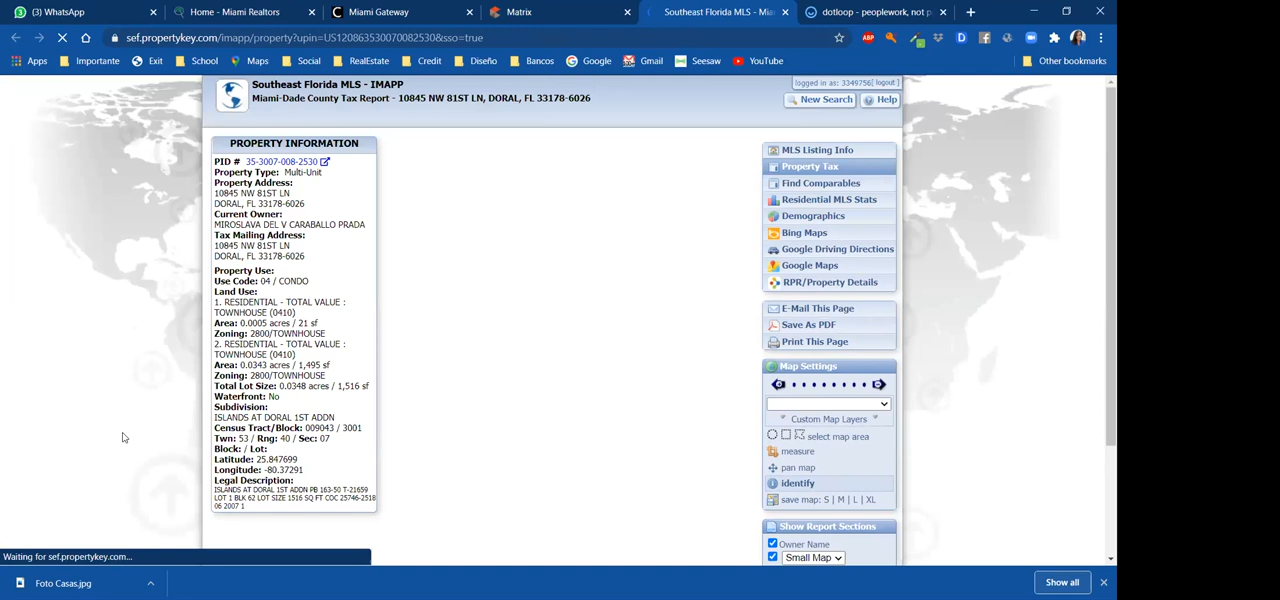 (3) WhatsApp
Home - Miami Realtors
Miami Gateway
Matrix
Southeast Florida MLS - Mia
dotloop - peoplework, not p
sef.propertykey.com/imapp/property?upin=US120863530070082530&sso=true
Apps Importante Exit School Maps Social RealEstate Credit Diseño Bancos Google Gmail Seesaw YouTube Other bookmarks
Southeast Florida MLS - IMAPP
Miami-Dade County Tax Report - 10845 NW 81ST LN, DORAL, FL 33178-6026
logged in as: 3349756[ logout]
New Search Help
PROPERTY INFORMATION
PID # 35-3007-008-2530
Property Type: Multi-Unit
Property Address:
10845 NW 81ST LN
DORAL, FL 33178-6026
Current Owner:
MIROSLAVA DEL V CARABALLO PRADA
Tax Mailing Address:
10845 NW 81ST LN
DORAL, FL 33178-6026
Property Use:
Use Code: 04 / CONDO
Land Use:
1. RESIDENTIAL - TOTAL VALUE :
TOWNHOUSE (0410)
Area: 0.0005 acres / 21 sf
Zoning: 2800/TOWNHOUSE
2. RESIDENTIAL - TOTAL VALUE :
TOWNHOUSE (0410)
Area: 0.0343 acres / 1,495 sf
Zoning: 2800/TOWNHOUSE
Total Lot Size: 0.0348 acres / 1,516 sf
Waterfront: No
Subdivision:
ISLANDS AT DORAL 1ST ADDN
Census Tract/Block: 009043 / 3001
Twn: 53 / Rng: 40 / Sec: 07
Block: / Lot:
Latitude: 25.847699
Longitude: -80.37291
Legal Description:
ISLANDS AT DORAL 1ST ADDN PB 163-50 T-21659
LOT 1 BLK 62 LOT SIZE 1516 SQ FT COC 25746-2518
06 2007 1
MLS Listing Info
Property Tax
Find Comparables
Residential MLS Stats
Demographics
Bing Maps
Google Driving Directions
Google Maps
RPR/Property Details
E-Mail This Page
Save As PDF
Print This Page
Map Settings
Custom Map Layers
select map area
measure
pan map
identify
save map: S | M | L | XL
Show Report Sections
Owner Name
Small Map
Waiting for sef.propertykey.com...
Foto Casas.jpg
Show all